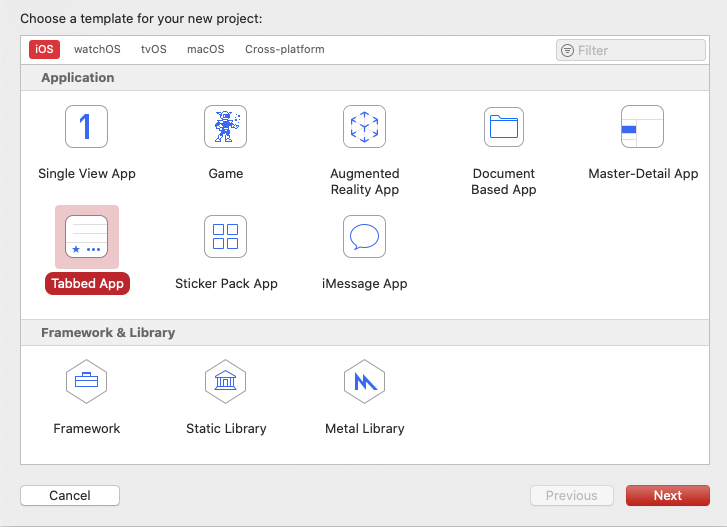 Choose a template for your new project:
iOS watchOS tvOS macOS Cross-platform Filter
Application
1
Single View App Game Augmented Reality App Document Based App Master-Detail App
Tabbed App Sticker Pack App iMessage App
Framework & Library
Framework Static Library Metal Library
Cancel Previous Next